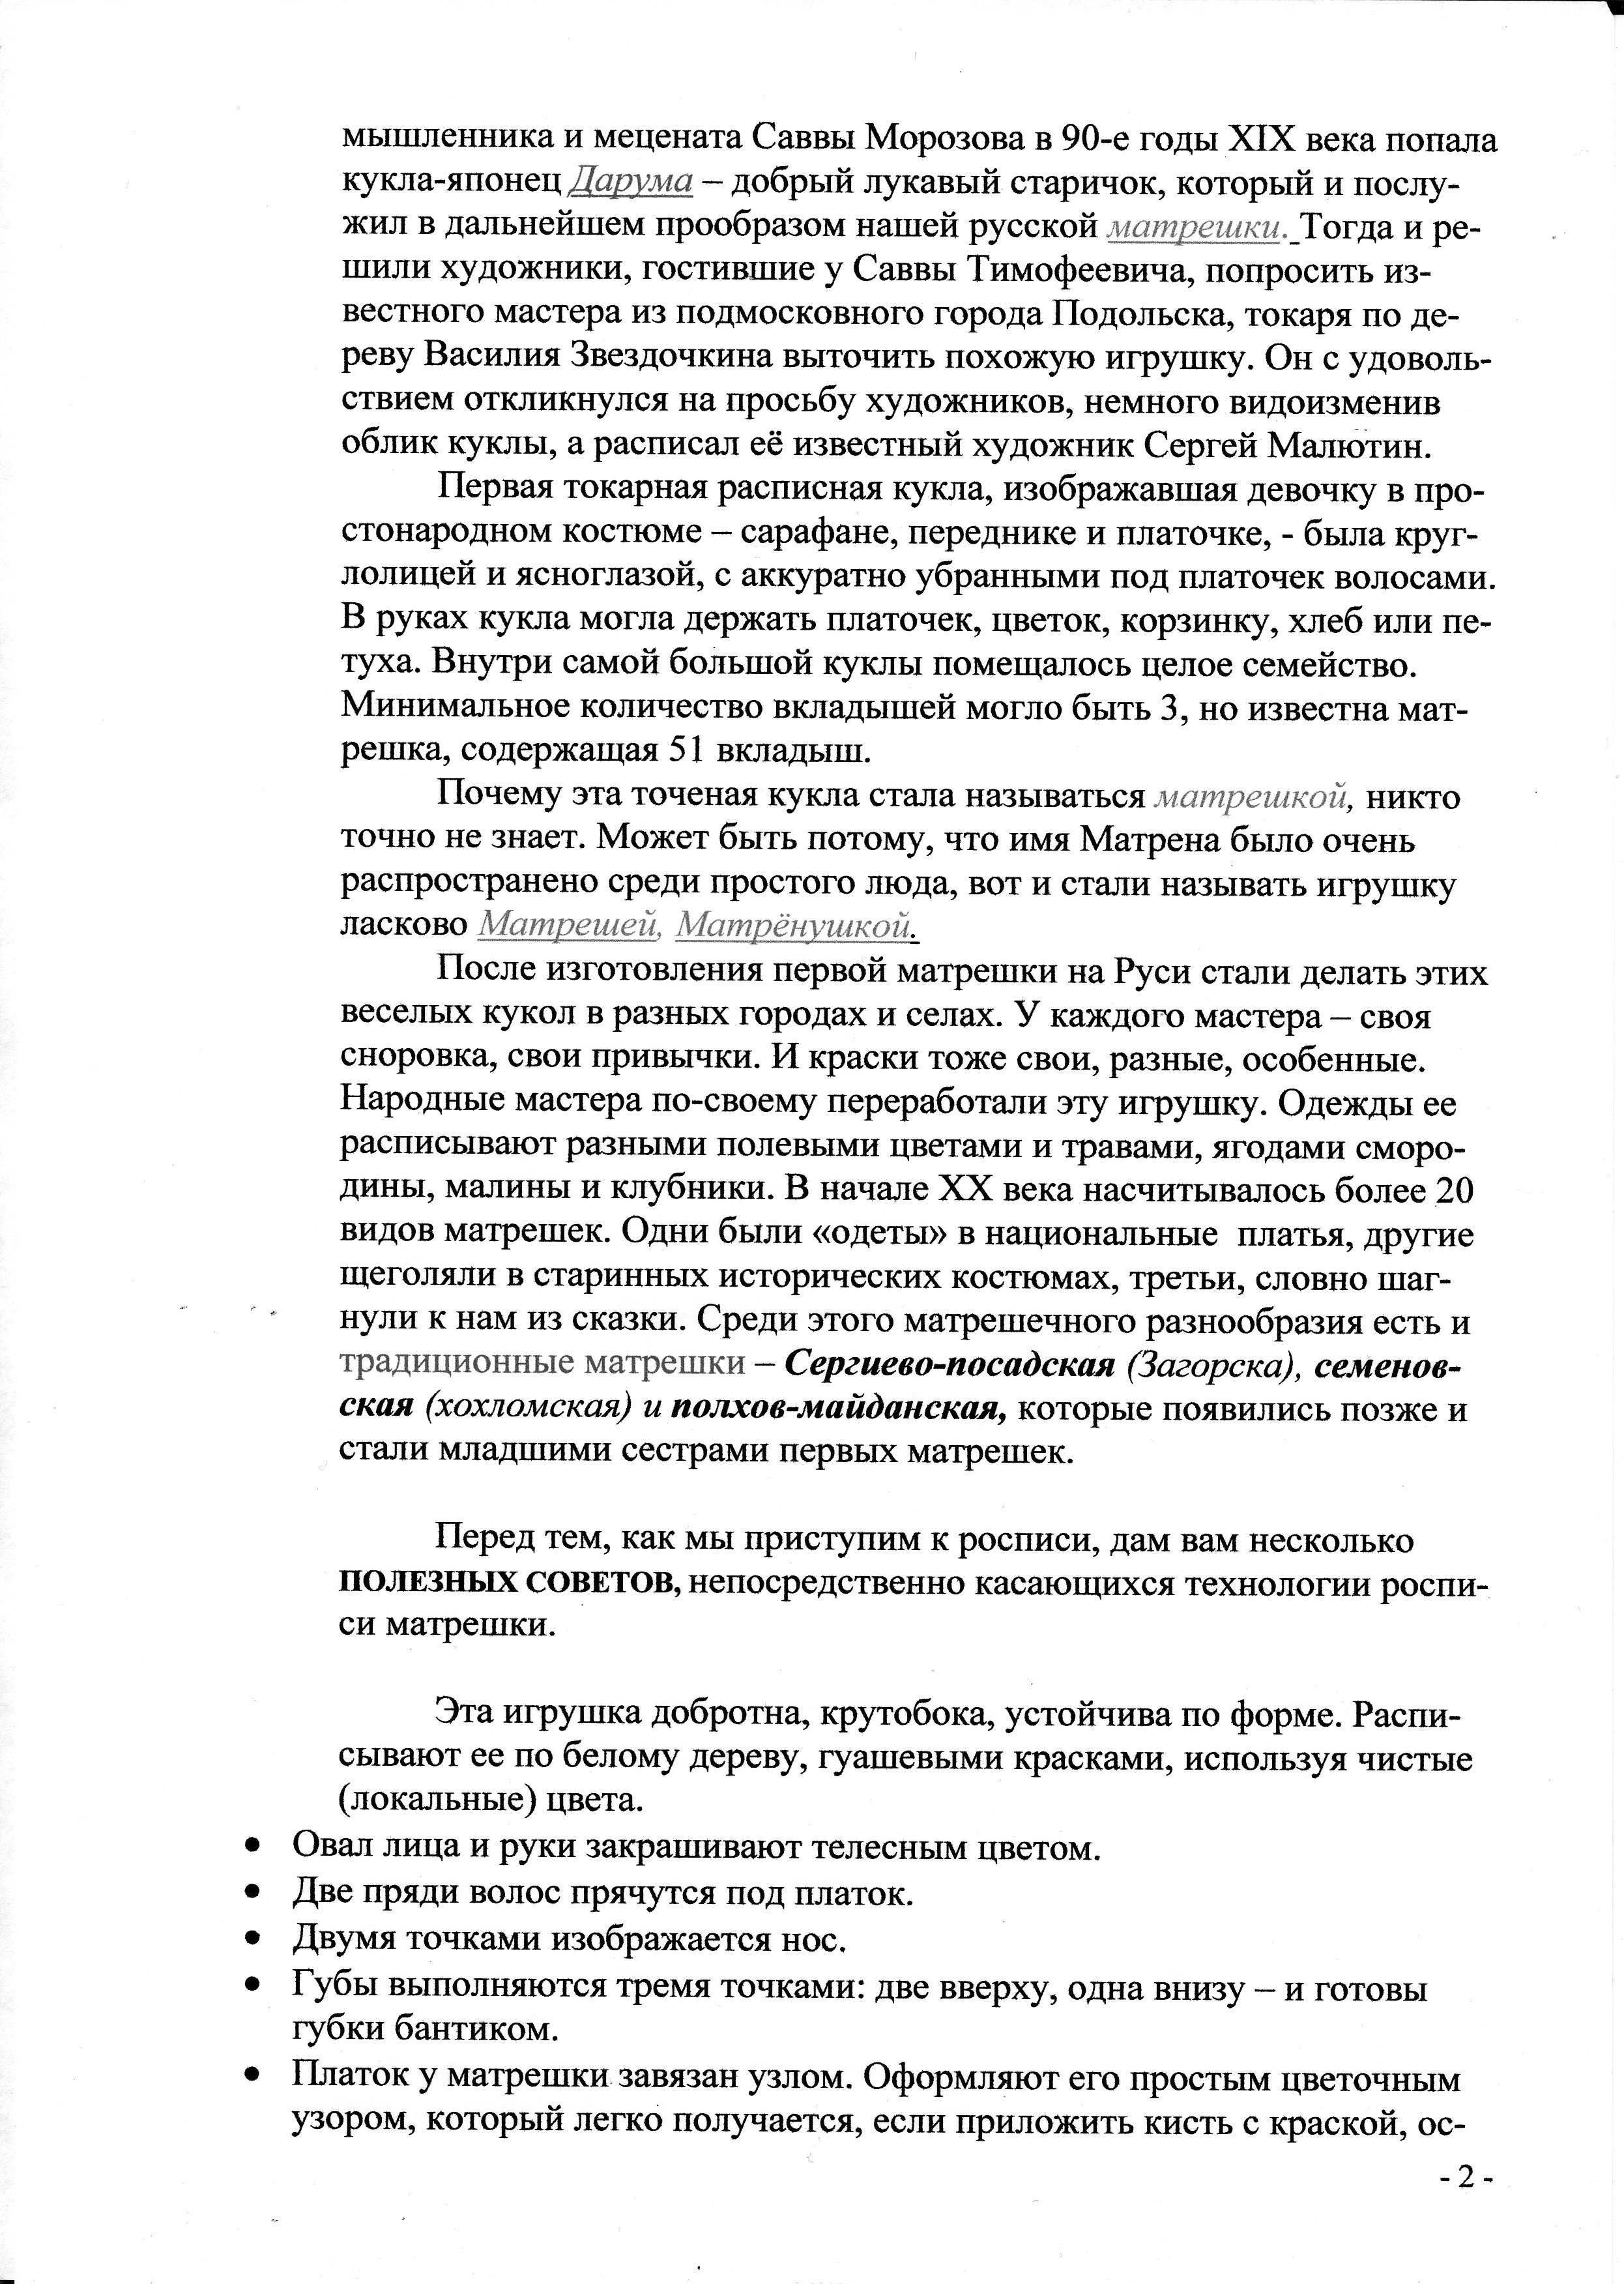 мышленника и мецената Саввы Морозова в 90-е годы XIX века попала
кукла-японец Дарума – добрый лукавый старичок, который и послу-
жил в дальнейшем прообразом нашей русской матрешки. Тогда и ре-
шили художники, гостившие у Саввы Тимофеевича, попросить из-
вестного мастера из подмосковного города Подольска, токаря по де-
реву Василия Звездочкина выточить похожую игрушку. Он с удоволь-
ствием откликнулся на просьбу художников, немного видоизменив
облик куклы, а расписал её известный художник Сергей Малютин.
Первая токарная расписная кукла, изображавшая девочку в про-
стонародном костюме – сарафане, переднике и платочке, - была круг-
лолицей и ясноглазой, с аккуратно убранными под платочек волосами.
В руках кукла могла держать платочек, цветок, корзинку, хлеб или пе-
туха. Внутри самой большой куклы помещалось целое семейство.
Минимальное количество вкладышей могло быть 3, но известна мат-
решка, содержащая 51 вкладыш.
Почему эта точеная кукла стала называться матрешкой, никто
точно не знает. Может быть потому, что имя Матрена было очень
распространено среди простого люда, вот и стали называть игрушку
ласково Матрешей, Матрёнушкой.
После изготовления первой матрешки на Руси стали делать этих
веселых кукол в разных городах и селах. У каждого мастера – своя
сноровка, свои привычки. И краски тоже свои, разные, особенные.
Народные мастера по-своему переработали эту игрушку. Одежды ее
расписывают разными полевыми цветами и травами, ягодами сморо-
дины, малины и клубники. В начале XX века насчитывалось более 20
видов матрешек. Одни были «одеты» в национальные платья, другие
щеголяли в старинных исторических костюмах, третьи, словно шаг-
нули к нам из сказки. Среди этого матрешечного разнообразия есть и
традиционные матрешки – Сергиево-посадская (Загорска), семенов-
ская (хохломская) и полхов-майданская, которые появились позже и
стали младшими сестрами первых матрешек.
Перед тем, как мы приступим к росписи, дам вам несколько
ПОЛЕЗНЫХ СОВЕТОВ, непосредственно касающихся технологии роспи-
си матрешки.
Эта игрушка добротна, крутобока, устойчива по форме. Распи-
сывают ее по белому дереву, гуашевыми красками, используя чистые
(локальные) цвета.
• Овал лица и руки закрашивают телесным цветом.
• Две пряди волос прячутся под платок.
• Двумя точками изображается нос.
• Губы выполняются тремя точками: две вверху, одна внизу – и готовы
губки бантиком.
• Платок у матрешки завязан узлом. Оформляют его простым цветочным
узором, который легко получается, если приложить кисть с краской, ос-
- 2 -